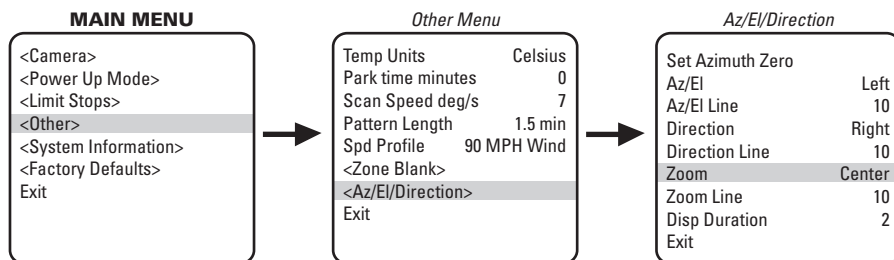 MAIN MENU
<Camera>
<Power Up Mode>
<Limit Stops>
<Other>
<System Information>
<Factory Defaults>
Exit
Other Menu
Temp Units Celsius
Park time minutes 0
Scan Speed deg/s 7
Pattern Length 1.5 min
Spd Profile 90 MPH Wind
<Zone Blank>
<Az/El/Direction>
Exit
Az/El/Direction
Set Azimuth Zero
Az/El Left
Az/El Line 10
Direction Right
Direction Line 10
Zoom Center
Zoom Line 10
Disp Duration 2
Exit